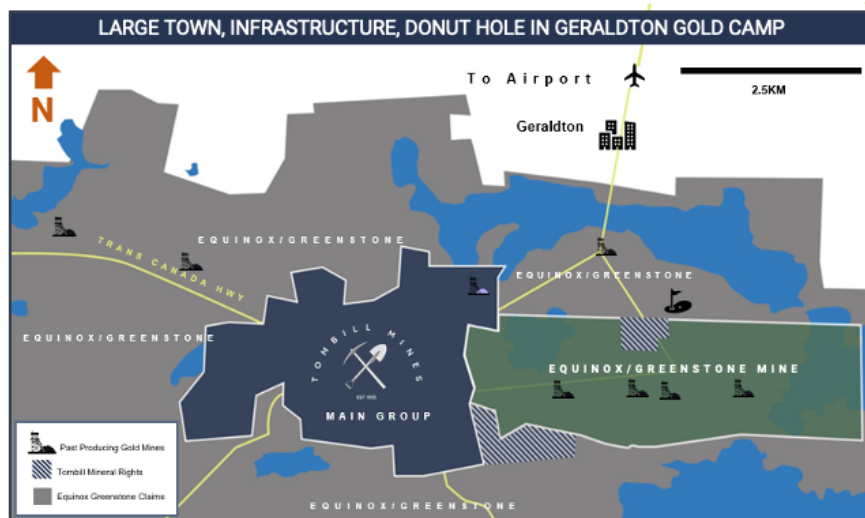 LARGE TOWN, INFRASTRUCTURE, DONUT HOLE IN GERALDTON GOLD CAMP
N
To Airport
2.5KM
Geraldton
TRANS CANADA HWY
EQUINOX/GREENSTONE
EQUINOX/GREENSTONE
EQUINOX/GREENSTONE
TOMBILL MINES
MAIN GROUP
EQUINOX/GREENSTONE MINE
Past Producing Gold Mines
Tombill Mineral Rights
Equinox Greenstone Claims
EQUINOX/GREENSTONE